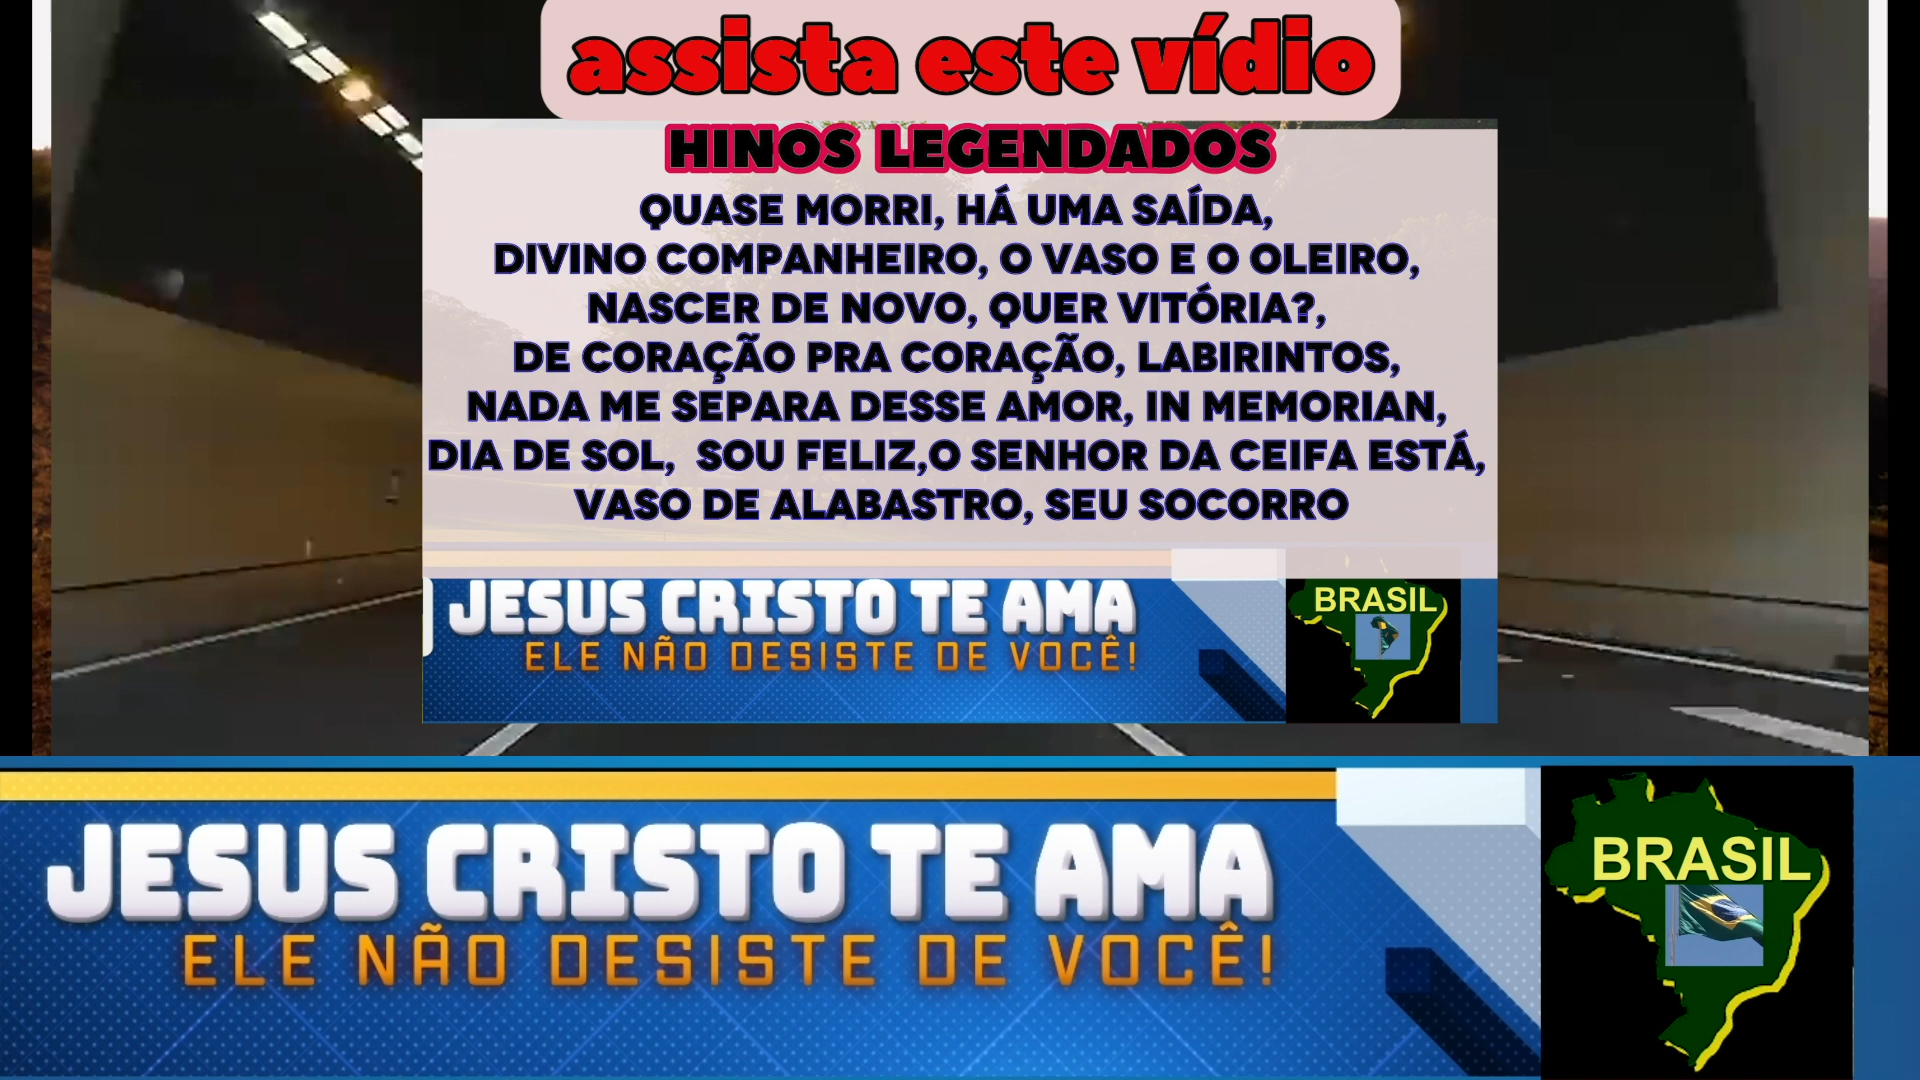 assista este vídio
HINOS LEGENDADOS
QUASE MORRI, HÁ UMA SAÍDA,
DIVINO COMPANHEIRO, O VASO E O OLEIRO,
NASCER DE NOVO, QUER VITÓRIA?,
DE CORAÇÃO PRA CORAÇÃO, LABIRINTOS,
NADA ME SEPARA DESSE AMOR, IN MEMORIAN,
DIA DE SOL, SOU FELIZ,O SENHOR DA CEIFA ESTÁ,
VASO DE ALABASTRO, SEU SOCORRO
JESUS CRISTO TE AMA
ELE NÃO DESISTE DE VOCÊ!
BRASIL
JESUS CRISTO TE AMA
ELE NÃO DESISTE DE VOCÊ!
BRASIL